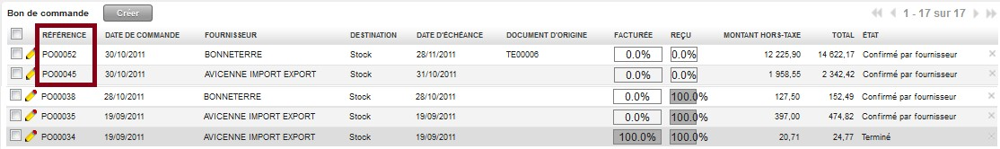 Bon de commande Créer 1 - 17 sur 17
RÉFÉRENCE DATE DE COMMANDE FOURNISSEUR DESTINATION DATE D'ÉCHÉANCE DOCUMENT D'ORIGINE FACTURÉE REÇU MONTANT HORS-TAXE TOTAL ÉTAT
PO00052 30/10/2011 BONNETERRE Stock 28/11/2011 TE00006 0.0% 0.0% 12 225,90 14 622,17 Confirmé par fournisseur
PO00045 30/10/2011 AVICENNE IMPORT EXPORT Stock 31/10/2011 0.0% 0.0% 1 958,55 2 342,42 Confirmé par fournisseur
PO00038 28/10/2011 BONNETERRE Stock 28/10/2011 0.0% 100.0% 127,50 152,49 Confirmé par fournisseur
PO00035 19/09/2011 AVICENNE IMPORT EXPORT Stock 19/09/2011 0.0% 100.0% 397,00 474,82 Confirmé par fournisseur
PO00034 19/09/2011 AVICENNE IMPORT EXPORT Stock 19/09/2011 100.0% 100.0% 20,71 24,77 Terminé